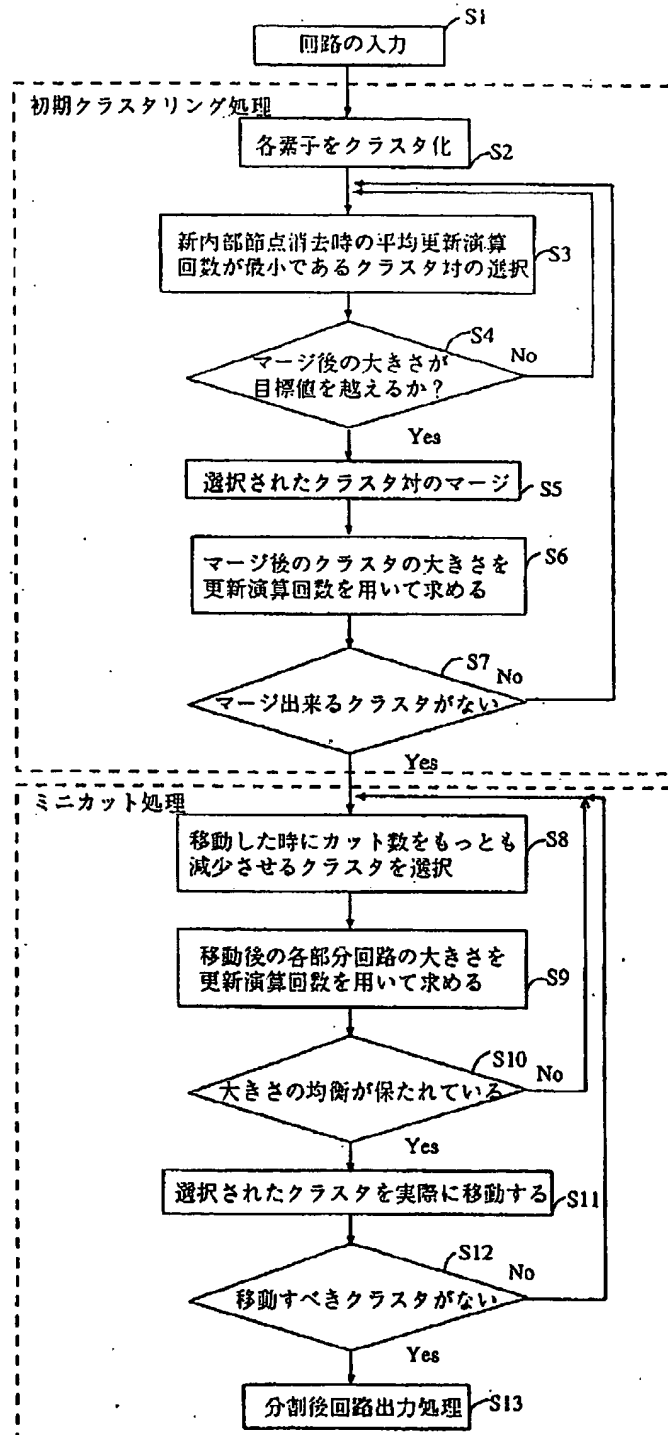 S1
回路の入力
初期クラスタリング処理
各素子をクラスタ化
S2
新内部節点消去時の平均更新演算
回数が最小であるクラスタ対の選択
S3
S4
No
マージ後の大きさが
目標値を越えるか？
Yes
選択されたクラスタ対のマージ
S5
マージ後のクラスタの大きさを
更新演算回数を用いて求める
S6
S7
No
マージ出来るクラスタがない
Yes
ミニカット処理
移動した時にカット数をもっとも
減少させるクラスタを選択
S8
移動後の各部分回路の大きさを
更新演算回数を用いて求める
S9
S10
No
大きさの均衡が保たれている
Yes
選択されたクラスタを実際に移動する
S11
S12
No
移動すべきクラスタがない
Yes
分割後回路出力処理
S13